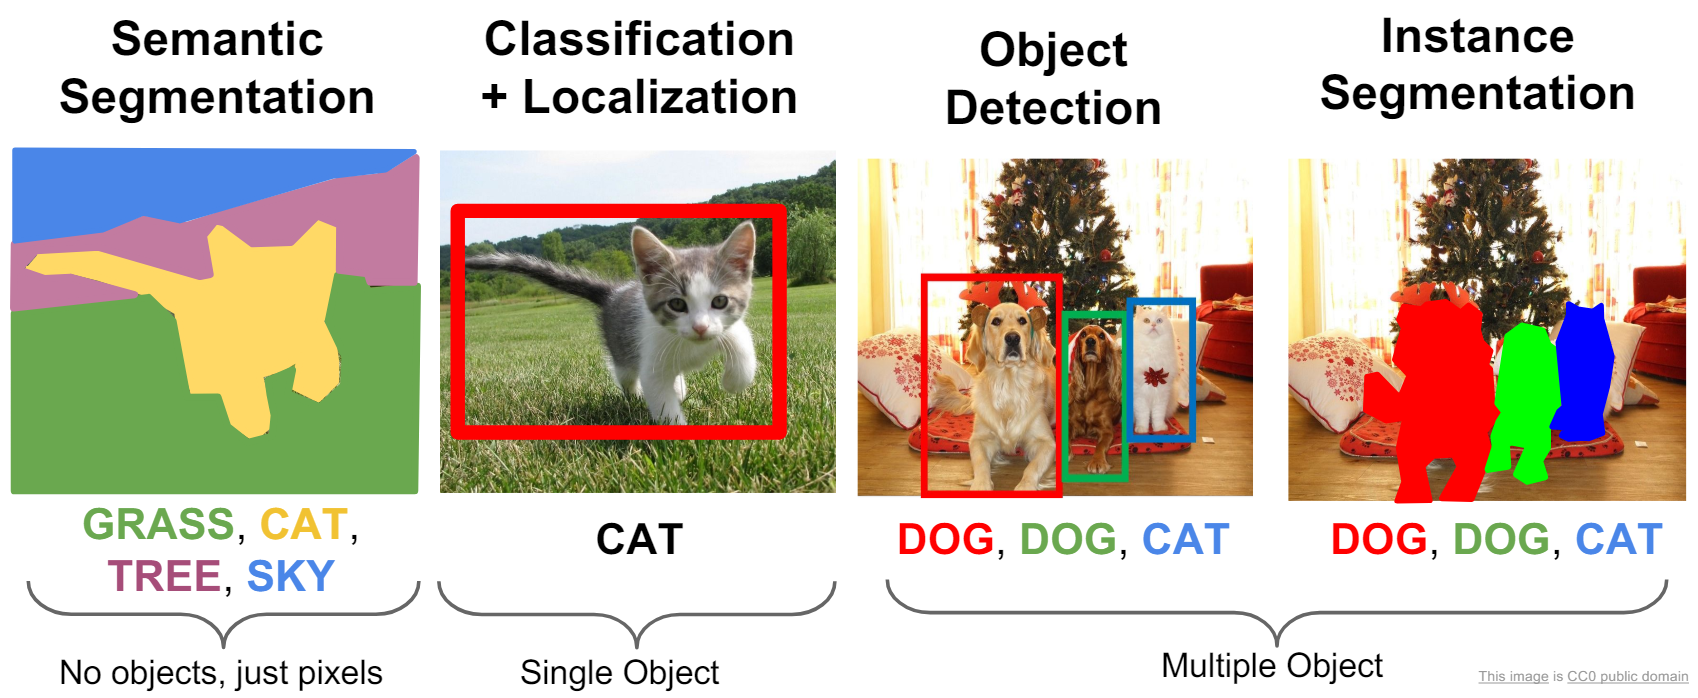 Semantic
Segmentation
Classification
+ Localization
Object
Detection
Instance
Segmentation
GRASS, CAT,
TREE, SKY
CAT
DOG, DOG, CAT
DOG, DOG, CAT
No objects, just pixels
Single Object
Multiple Object
This image is CC0 public domain